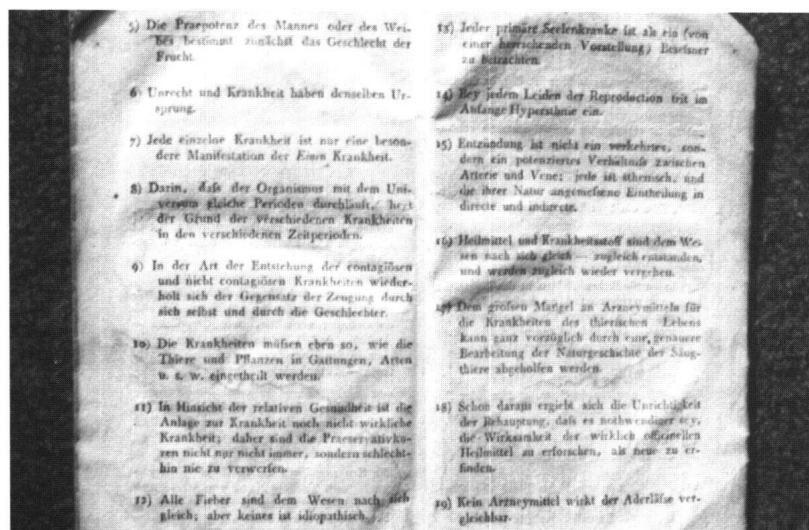 5) Die Praepotenz des Mannes oder des Wei-
bes bestimmt zunächst das Geschlecht der
Frucht.
6) Unrecht und Krankheit haben denselben Ur-
sprung.
7) Jede einzelne Krankheit ist nur eine beson-
dere Manifestation der Einen Krankheit.
8) Darin, daſs der Organismus mit dem Uni-
versum gleiche Perioden durchläuft, liegt
der Grund der verschiedenen Krankheiten
in den verschiedenen Zeitperioden.
9) In der Art der Entstehung der contagiösen
und nicht contagiösen Krankheiten wieder-
holt sich der Gegensatz der Zeugung durch
sich selbst und durch die Geschlechter.
10) Die Krankheiten müſsen eben so, wie die
Thiere und Pflanzen in Gattungen, Arten
u. s. w. eingetheilt werden.
11) In Hinsicht der relativen Gesundheit ist die
Anlage zur Krankheit noch nicht wirkliche
Krankheit; daher sind die Praeservativku-
ren nicht nur nicht immer, sondern schlecht-
hin nie zu verwerfen.
12) Alle Fieber sind dem Wesen nach sich
gleich; aber keines ist idiopathisch.
13) Jeder primäre Seelenkranke ist als ein (von
einer herrschenden Vorstellung) Beseſsner
zu betrachten.
14) Bey jedem Leiden der Reproduction trit im
Anfange Hypersthnie ein.
15) Entzündung ist nicht ein verkehrtes, son-
dern ein potenziertes Verhältniſs zwischen
Arterie und Vene; jede ist sthenisch, und
die ihrer Natur angemeſsene Eintheilung in
directe und indirecte.
16) Heilmittel und Krankheitsstoff sind dem We-
sen nach sich gleich — zugleich entstanden,
und werden zugleich wieder vergehen.
17) Dem groſsen Mangel an Arzneymitteln für
die Krankheiten des thierischen Lebens
kann ganz vorzüglich durch eine genauere
Bearbeitung der Naturgeschichte der Säug-
thiere abgeholfen werden.
18) Schon daraus ergiebt sich die Unrichtigkeit
der Behauptung, daſs es nothwendiger sey,
die Wirksamkeit der wirklich officinellen
Heilmittel zu erforschen, als neue zu er-
finden.
19) Kein Arzneymittel wirkt der Aderläſse ver-
gleichbar.